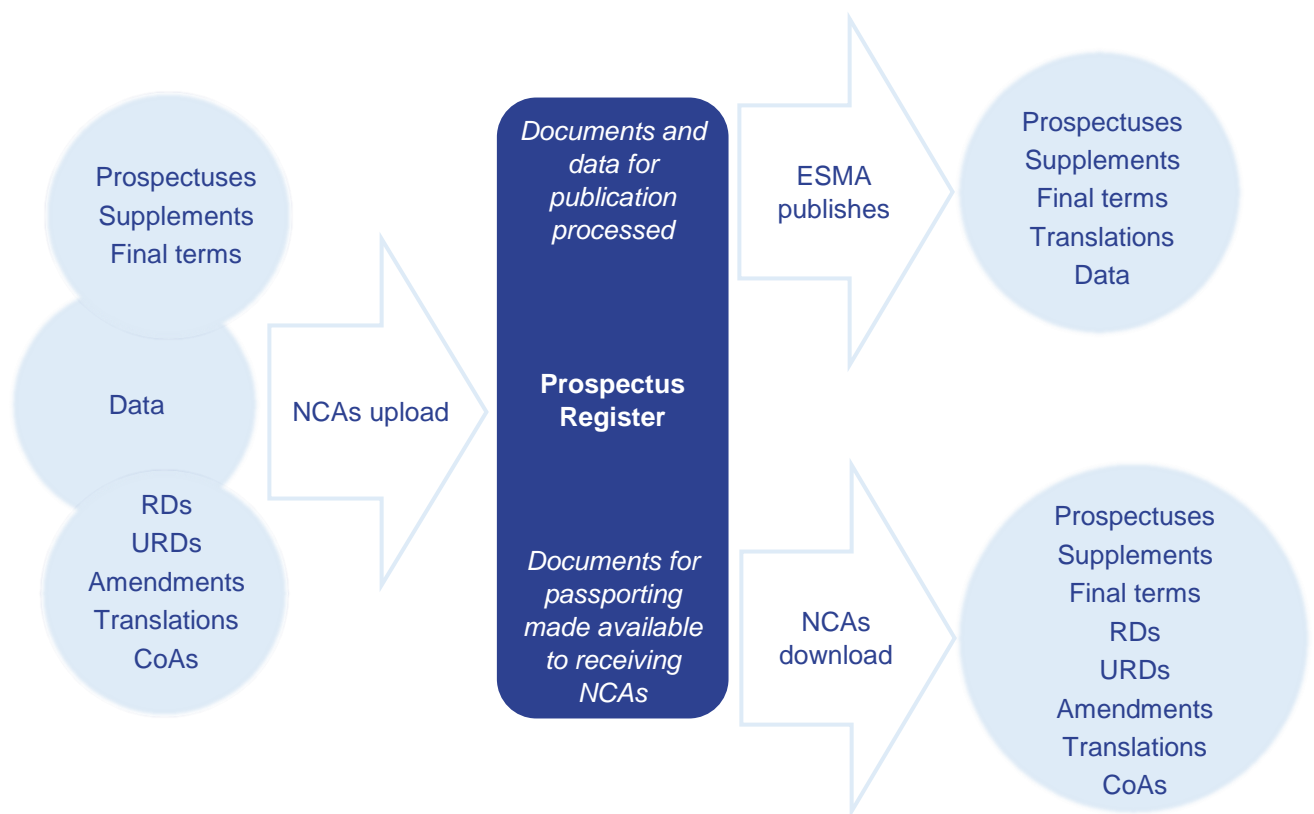 Prospectuses
Supplements
Final terms
Data
RDs
URDs
Amendments
Translations
CoAs
NCAs upload
Documents and
data for
publication
processed
Prospectus
Register
Documents for
passporting
made available
to receiving
NCAs
ESMA
publishes
Prospectuses
Supplements
Final terms
Translations
Data
NCAs
download
Prospectuses
Supplements
Final terms
RDs
URDs
Amendments
Translations
CoAs